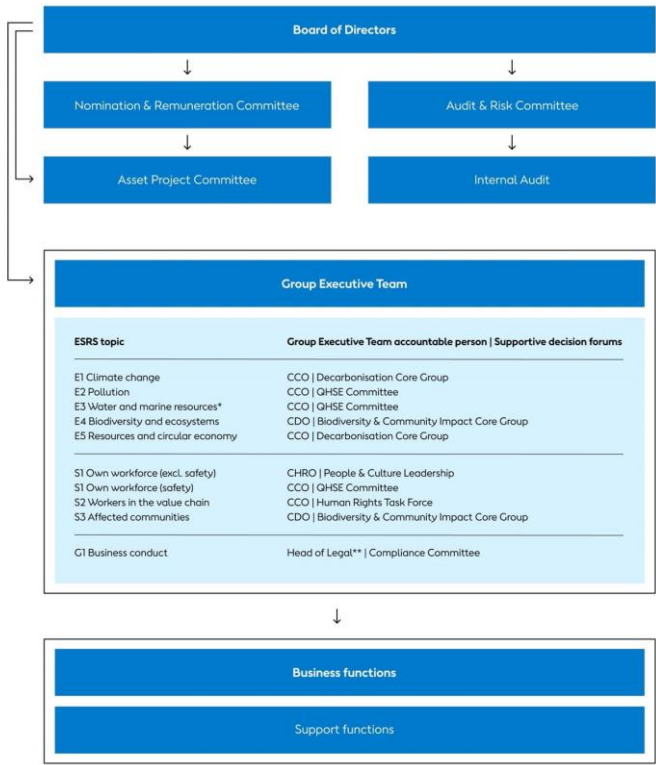 Board of Directors
Nomination & Remuneration Committee
Audit & Risk Committee
Asset Project Committee
Internal Audit
Group Executive Team
ESRS topic Group Executive Team accountable person | Supportive decision forums
E1 Climate change CCO | Decarbonisation Core Group
E2 Pollution CCO | QHSE Committee
E3 Water and marine resources* CCO | QHSE Committee
E4 Biodiversity and ecosystems CDO | Biodiversity & Community Impact Core Group
E5 Resources and circular economy CCO | Decarbonisation Core Group
S1 Own workforce (excl. safety) CHRO | People & Culture Leadership
S1 Own workforce (safety) CCO | QHSE Committee
S2 Workers in the value chain CCO | Human Rights Task Force
S3 Affected communities CDO | Biodiversity & Community Impact Core Group
G1 Business conduct Head of Legal** | Compliance Committee
Business functions
Support functions